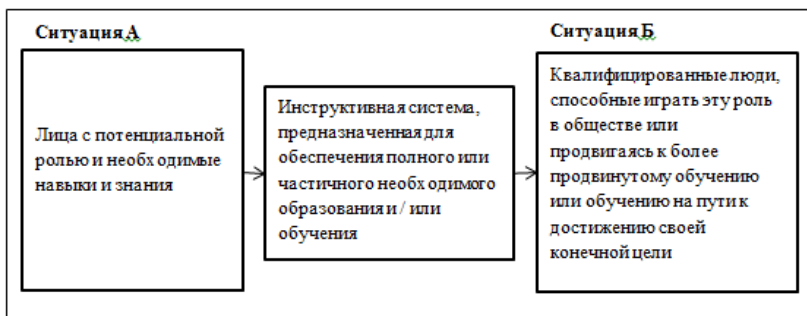 Ситуация А
Лица с потенциальной
ролью и необходимые
навыки и знания
Инструктивная система,
предназначенная для
обеспечения полного или
частичного необходимого
образования и / или
обучения
Ситуация Б
Квалифицированные люди,
способные играть эту роль
в обществе или
продвигаясь к более
продвинутому обучению
или обучению на пути к
достижению своей
конечной цели